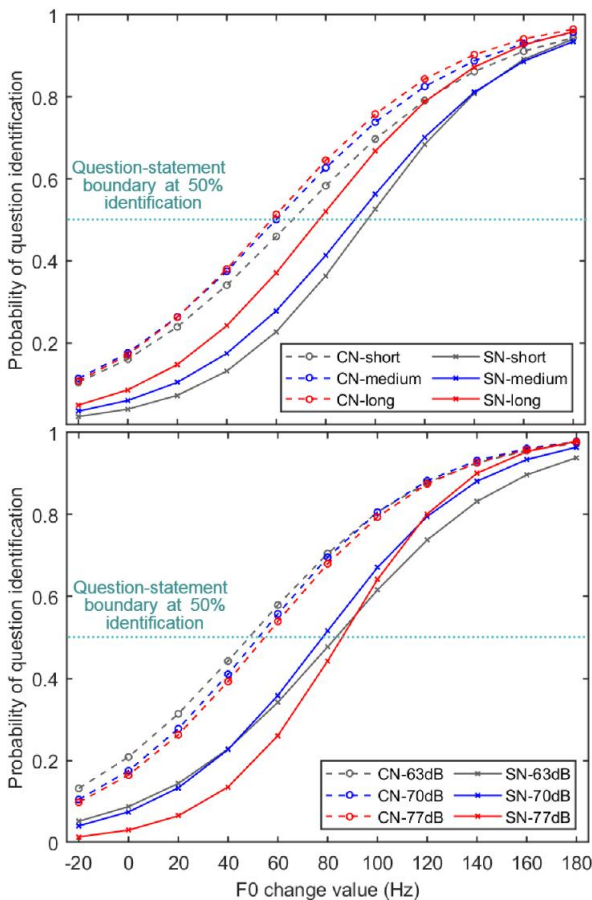 1
0.8
0.6
0.4
0.2
Probability of question identification
Question-statement
boundary at 50%
identification
CN-short
SN-short
CN-medium
SN-medium
CN-long
SN-long
1
0.8
0.6
0.4
0.2
0
Probability of question identification
Question-statement
boundary at 50%
identification
CN-63dB
SN-63dB
CN-70dB
SN-70dB
CN-77dB
SN-77dB
-20 0 20 40 60 80 100 120 140 160 180
F0 change value (Hz)